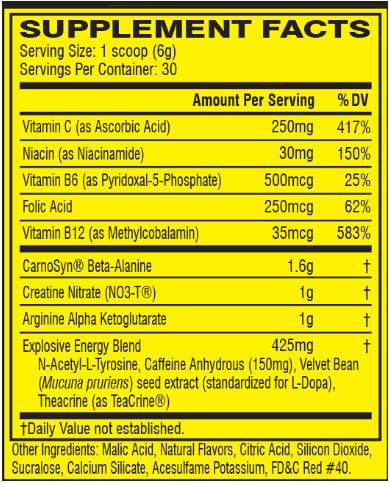 SUPPLEMENT FACTS
Serving Size: 1 scoop (6g)
Servings Per Container: 30
Amount Per Serving % DV
Vitamin C (as Ascorbic Acid) 250mg 417%
Niacin (as Niacinamide) 30mg 150%
Vitamin B6 (as Pyridoxal-5-Phosphate) 500mcg 25%
Folic Acid 250mcg 62%
Vitamin B12 (as Methylcobalamin) 35mcg 583%
CarnoSyn® Beta-Alanine 1.6g †
Creatine Nitrate (NO3-T®) 1g †
Arginine Alpha Ketoglutarate 1g †
Explosive Energy Blend 425mg †
N-Acetyl-L-Tyrosine, Caffeine Anhydrous (150mg), Velvet Bean
(Mucuna pruriens) seed extract (standardized for L-Dopa),
Theacrine (as TeaCrine®)
†Daily Value not established.
Other Ingredients: Malic Acid, Natural Flavors, Citric Acid, Silicon Dioxide,
Sucralose, Calcium Silicate, Acesulfame Potassium, FD&C Red #40.